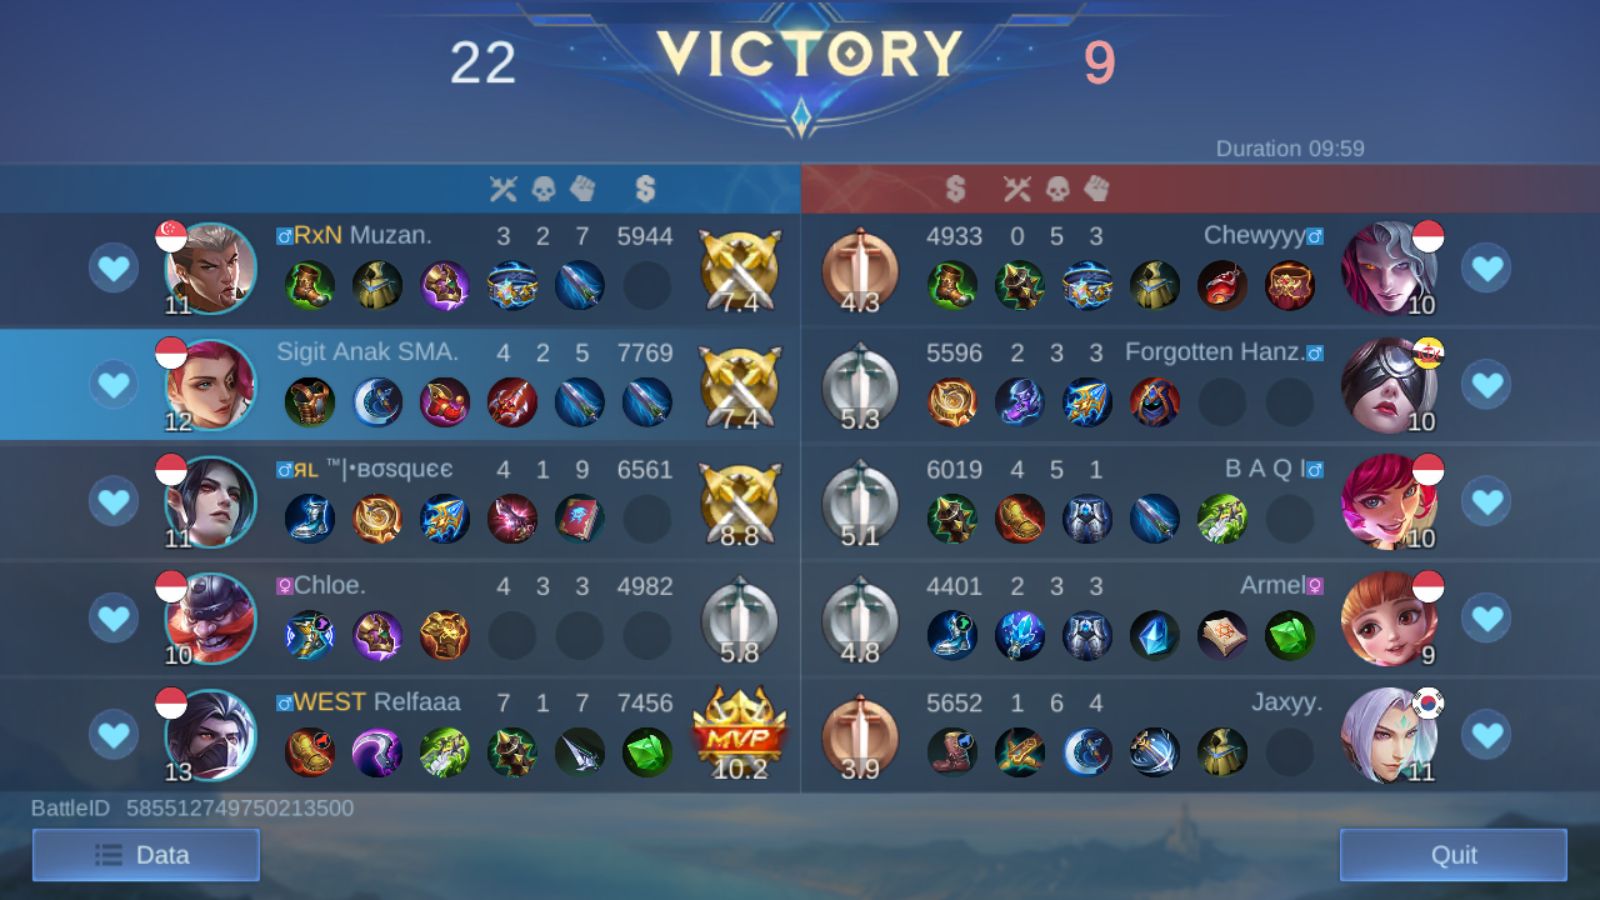 22 VICTORY 9
Duration 09:59
RxN Muzan. 3 2 7 5944
11 7.4
4933 0 5 3 Chewyyy
4.3 10
Sigit Anak SMA. 4 2 5 7769
12 7.4
5596 2 3 3 Forgotten Hanz.
5.3 10
ЯL ™|•вσsquєє 4 1 9 6561
11 8.8
6019 4 5 1 B A Q I
5.1 10
Chloe. 4 3 3 4982
10 5.8
4401 2 3 3 Armel
4.8 9
WEST Relfaaa 7 1 7 7456
13 MVP 10.2
5652 1 6 4 Jaxyy.
3.9 11
BattleID 585512749750213500
Data Quit